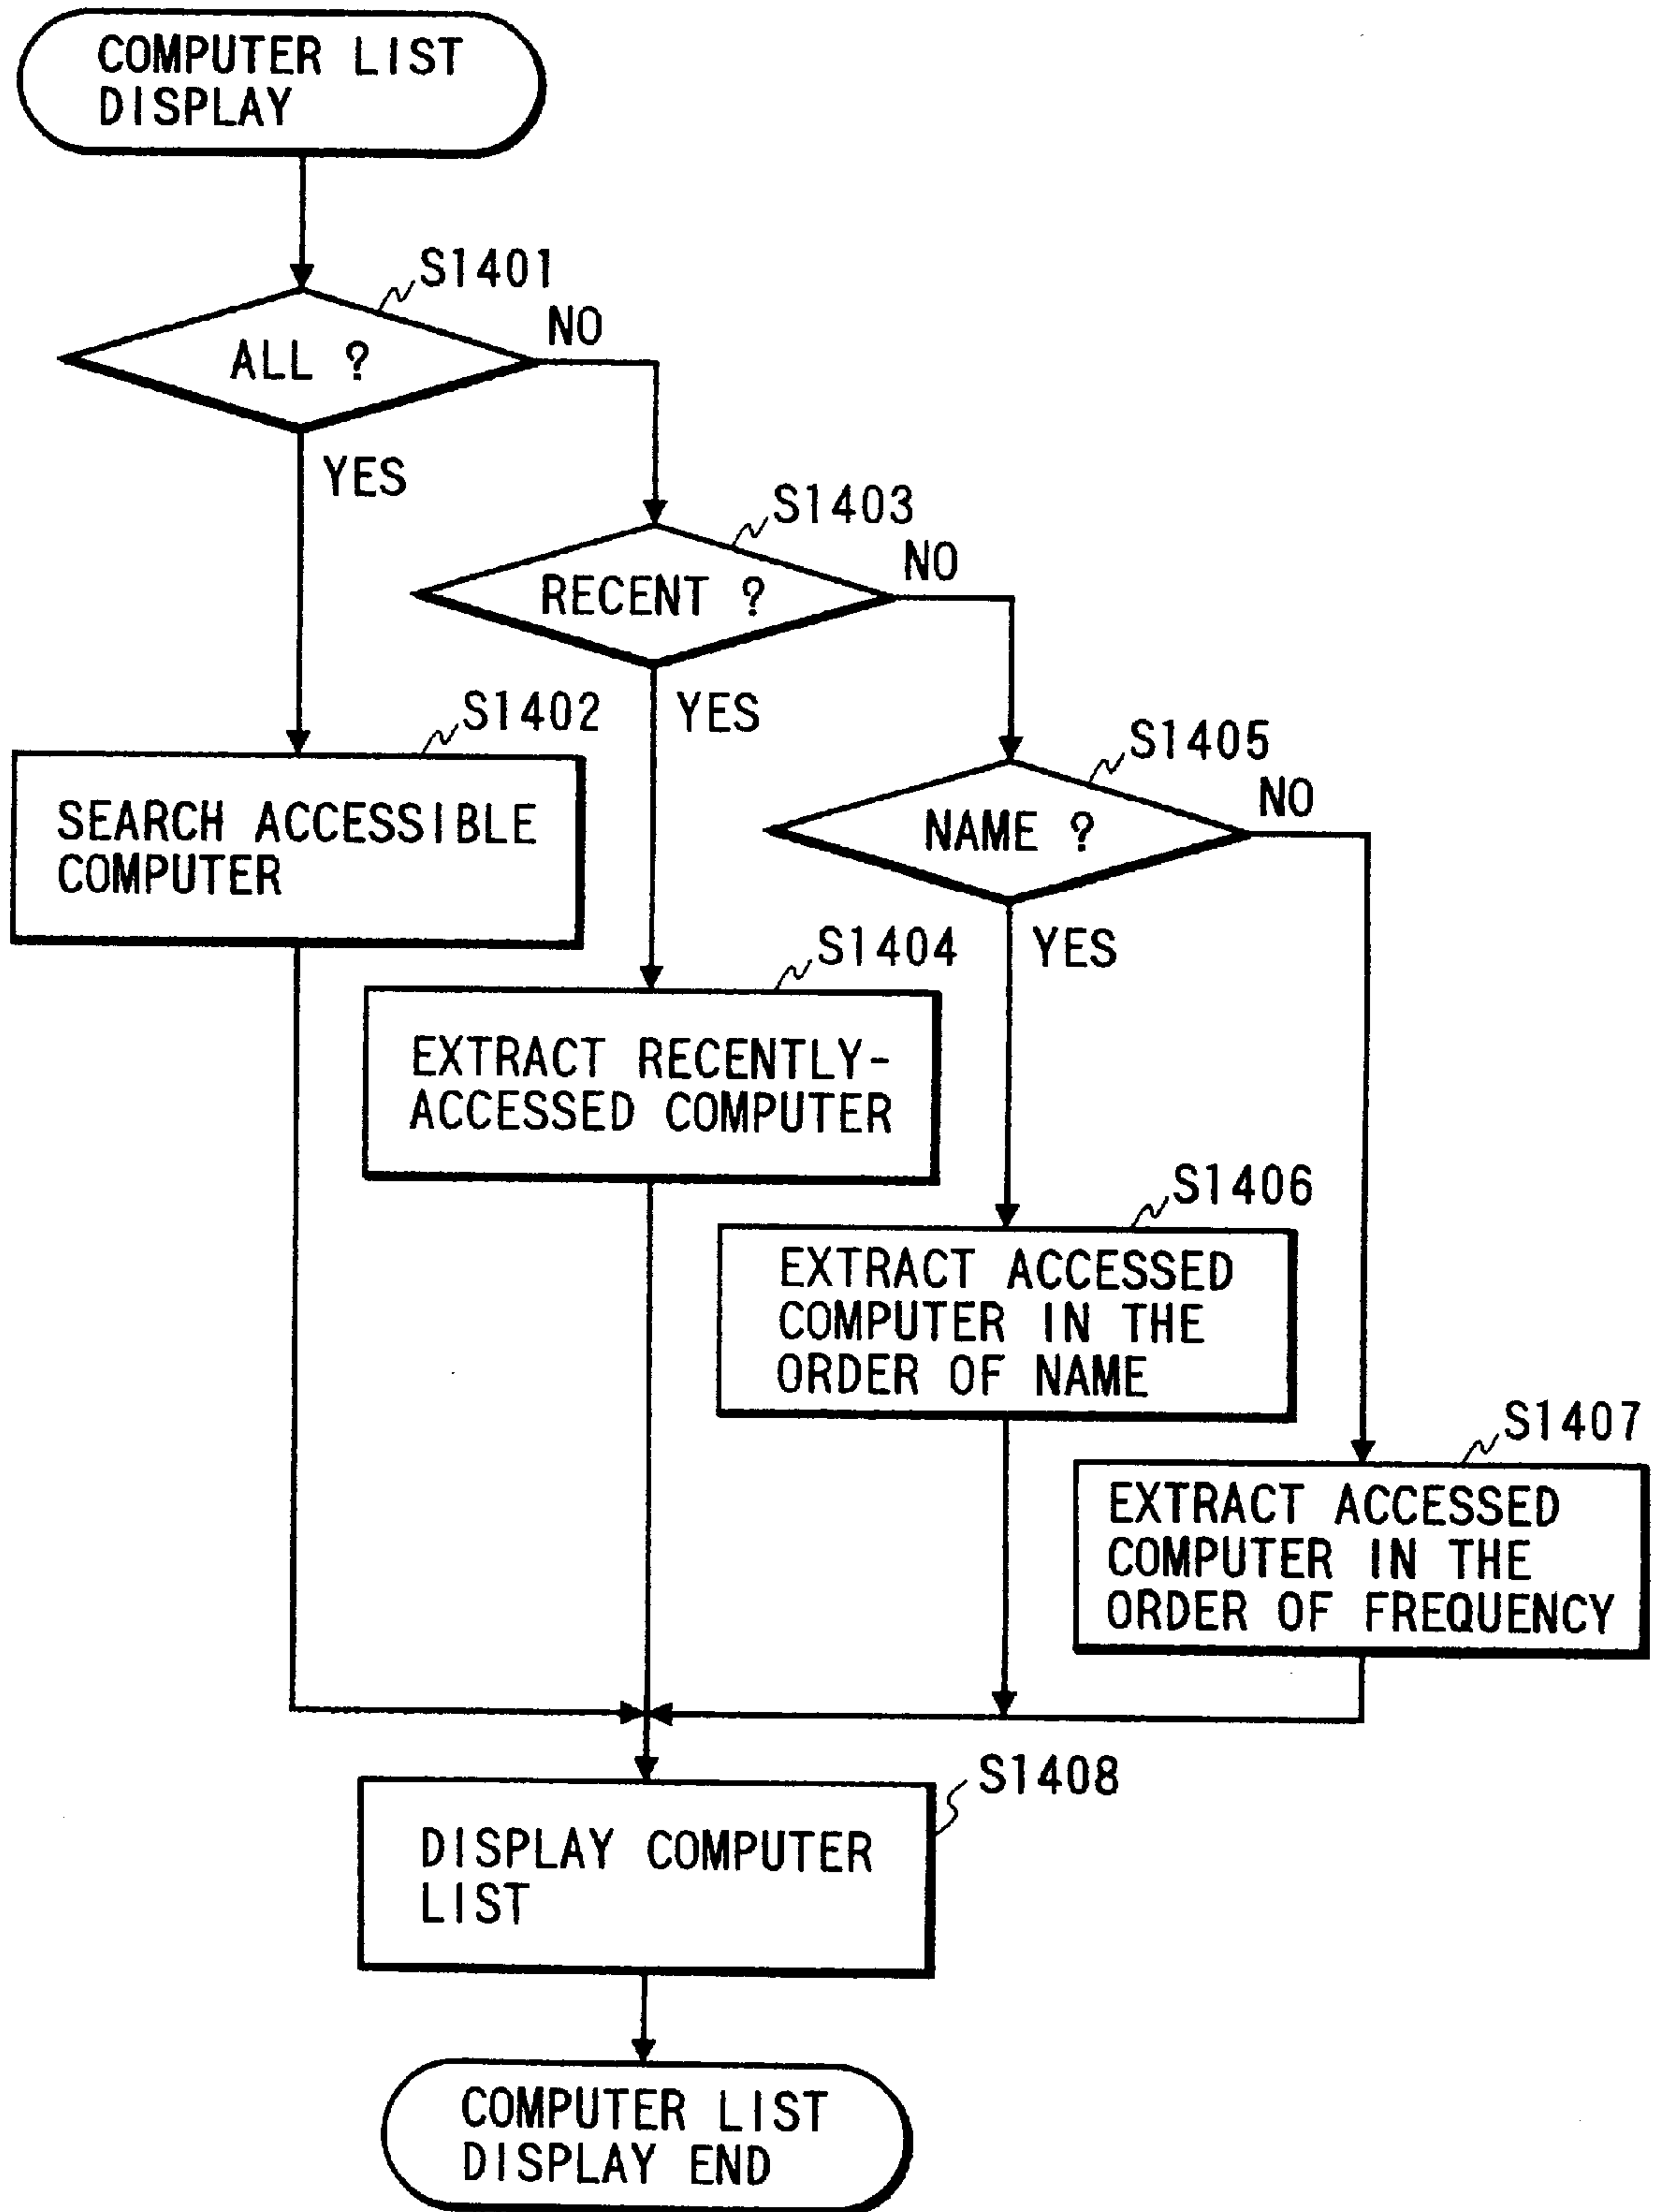 COMPUTER LIST
DISPLAY
S1401
ALL ?
NO
YES
S1403
RECENT ?
NO
YES
S1402
SEARCH ACCESSIBLE
COMPUTER
S1405
NAME ?
NO
YES
S1404
EXTRACT RECENTLY-
ACCESSED COMPUTER
S1406
EXTRACT ACCESSED
COMPUTER IN THE
ORDER OF NAME
S1407
EXTRACT ACCESSED
COMPUTER IN THE
ORDER OF FREQUENCY
S1408
DISPLAY COMPUTER
LIST
COMPUTER LIST
DISPLAY END